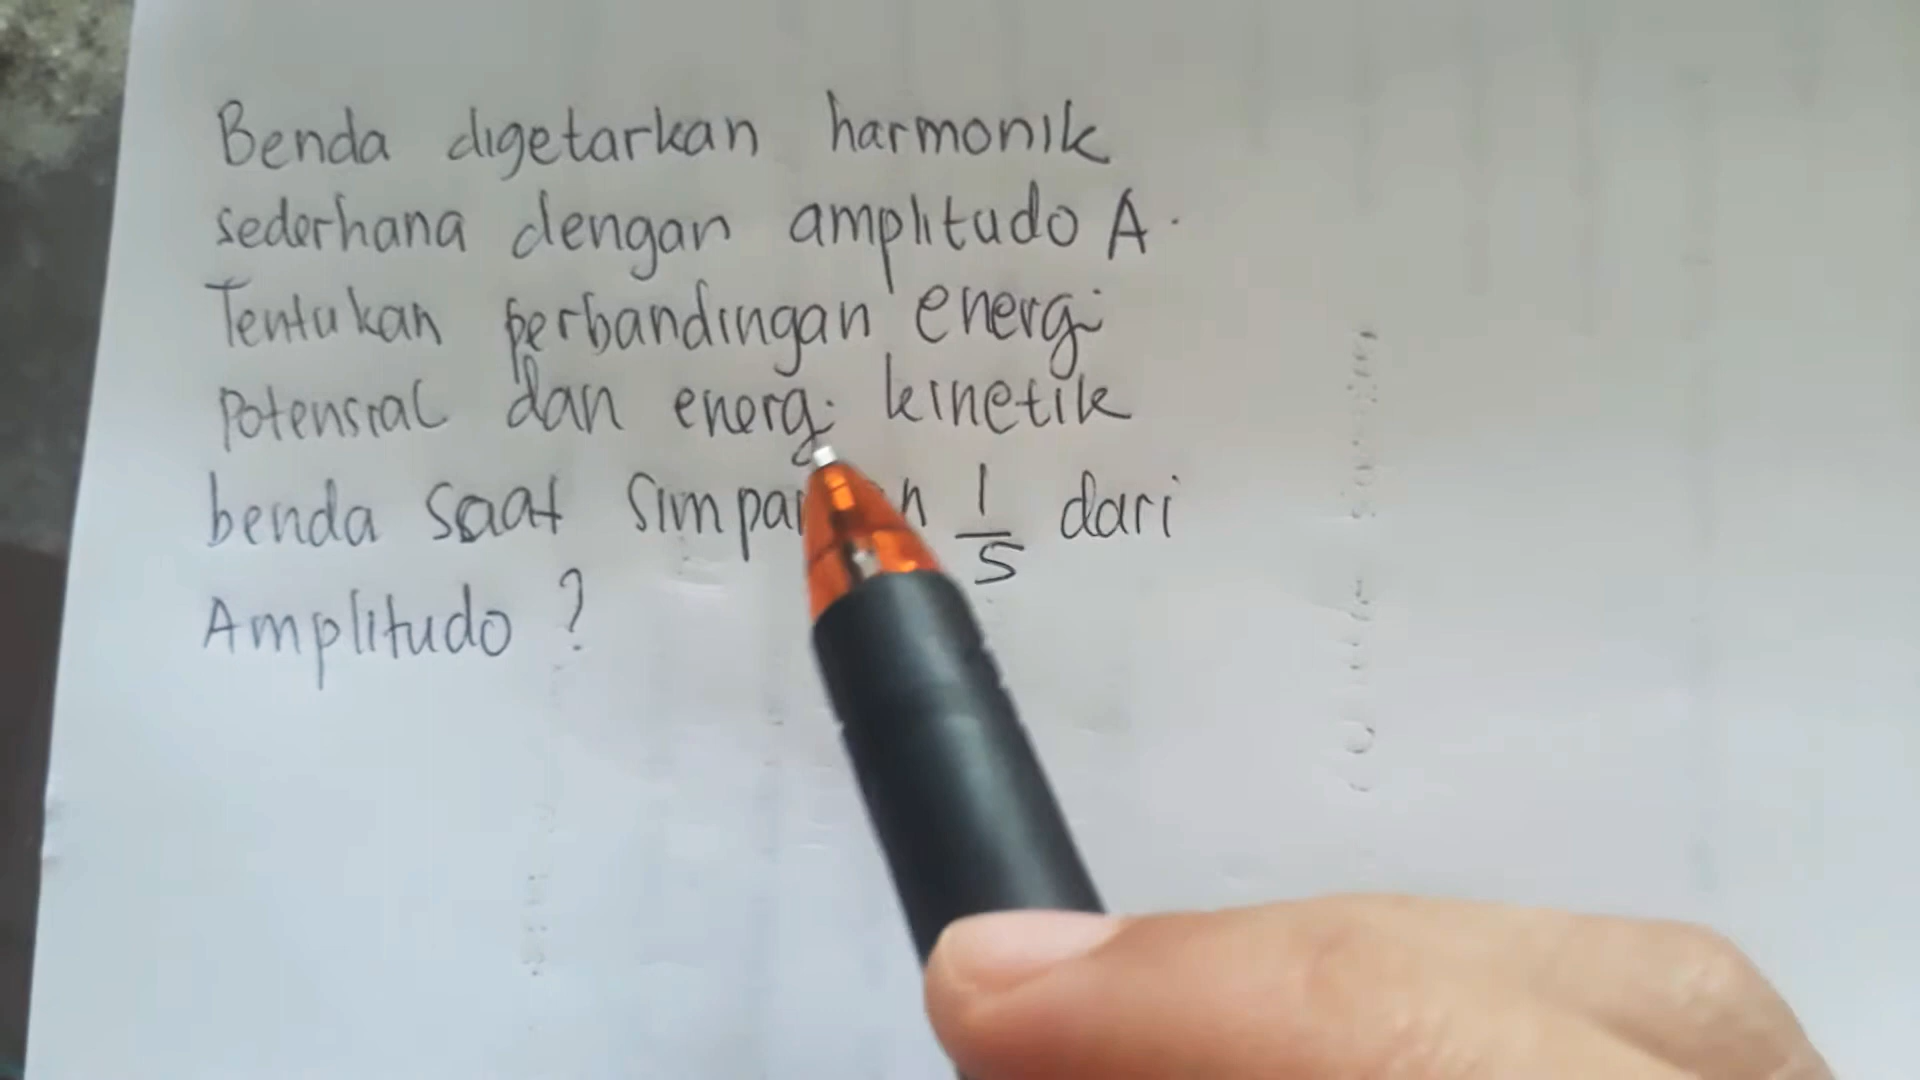 Benda digetarkan harmonik
sederhana dengan amplitudo A.
Tentukan perbandingan energi
Potensial dan energi kinetik
benda saat 1/5 dari
Amplitudo ?